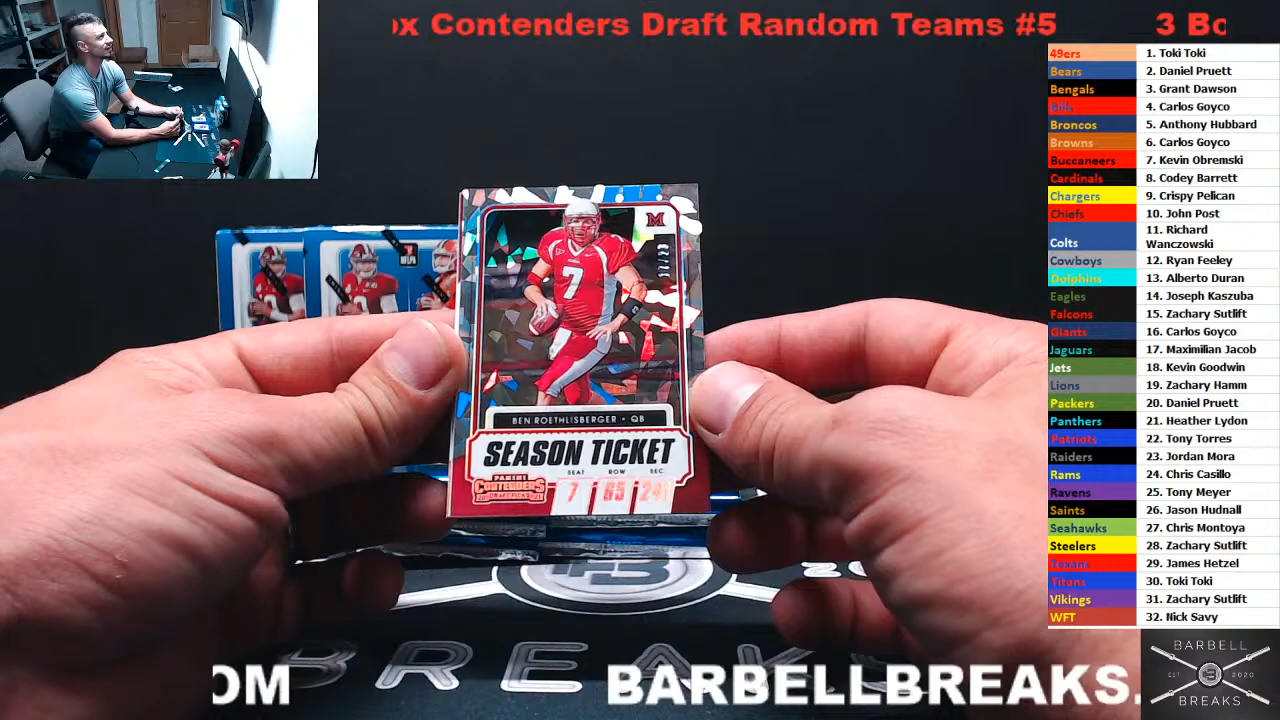 ox Contenders Draft Random Teams #5 3 Bo
49ers 1. Toki Toki
Bears 2. Daniel Pruett
Bengals 3. Grant Dawson
Bills 4. Carlos Goyco
Broncos 5. Anthony Hubbard
Browns 6. Carlos Goyco
Buccaneers 7. Kevin Obremski
Cardinals 8. Codey Barrett
Chargers 9. Crispy Pelican
Chiefs 10. John Post
Colts 11. Richard Wanczowski
Cowboys 12. Ryan Feeley
Dolphins 13. Alberto Duran
Eagles 14. Joseph Kaszuba
Falcons 15. Zachary Sutlift
Giants 16. Carlos Goyco
Jaguars 17. Maximilian Jacob
Jets 18. Kevin Goodwin
Lions 19. Zachary Hamm
Packers 20. Daniel Pruett
Panthers 21. Heather Lydon
Patriots 22. Tony Torres
Raiders 23. Jordan Mora
Rams 24. Chris Casillo
Ravens 25. Tony Meyer
Saints 26. Jason Hudnall
Seahawks 27. Chris Montoya
Steelers 28. Zachary Sutlift
Texans 29. James Hetzel
Titans 30. Toki Toki
Vikings 31. Zachary Sutlift
WFT 32. Nick Savy
M
7
BEN ROETHLISBERGER • QB
SEASON TICKET
SEAT ROW SEC
PANINI
CONTENDERS
7
BREAKS
OM BARBELLBREAKS.
BARBELL
EST B 2020
BREAKS